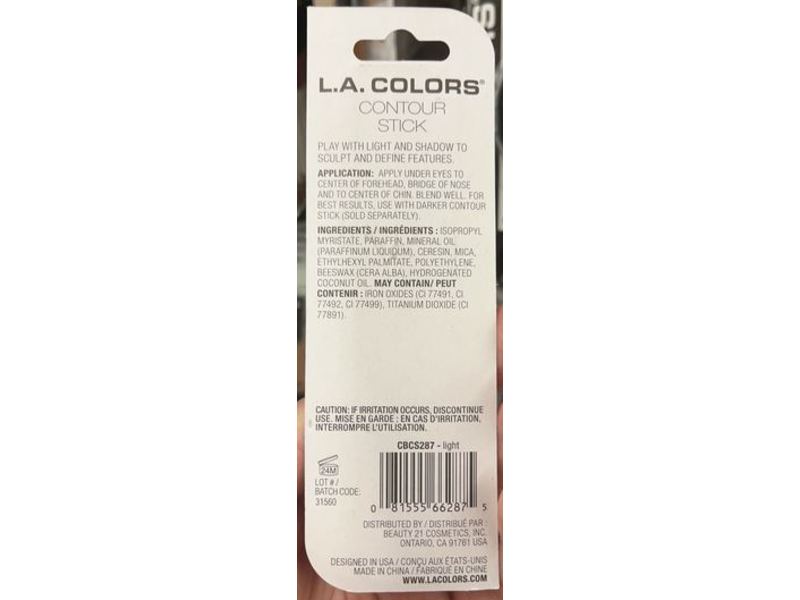 L.A. COLORS®
CONTOUR
STICK
PLAY WITH LIGHT AND SHADOW TO
SCULPT AND DEFINE FEATURES.
APPLICATION: APPLY UNDER EYES TO
CENTER OF FOREHEAD, BRIDGE OF NOSE
AND TO CENTER OF CHIN. BLEND WELL. FOR
BEST RESULTS, USE WITH DARKER CONTOUR
STICK (SOLD SEPARATELY).
INGREDIENTS / INGRÉDIENTS : ISOPROPYL
MYRISTATE, PARAFFIN, MINERAL OIL
(PARAFFINUM LIQUIDUM), CERESIN, MICA,
ETHYLHEXYL PALMITATE, POLYETHYLENE,
BEESWAX (CERA ALBA), HYDROGENATED
COCONUT OIL. MAY CONTAIN/ PEUT
CONTENIR : IRON OXIDES (CI 77491, CI
77492, CI 77499), TITANIUM DIOXIDE (CI
77891).
CAUTION: IF IRRITATION OCCURS, DISCONTINUE
USE. MISE EN GARDE : EN CAS D'IRRITATION,
INTERROMPRE L'UTILISATION.
CBCS287 - light
24M
LOT # /
BATCH CODE:
31560
0 81555 66287 5
DISTRIBUTED BY / DISTRIBUÉ PAR :
BEAUTY 21 COSMETICS, INC.
ONTARIO, CA 91761 USA
DESIGNED IN USA / CONÇU AUX ÉTATS-UNIS
MADE IN CHINA / FABRIQUÉ EN CHINE
WWW.LACOLORS.COM